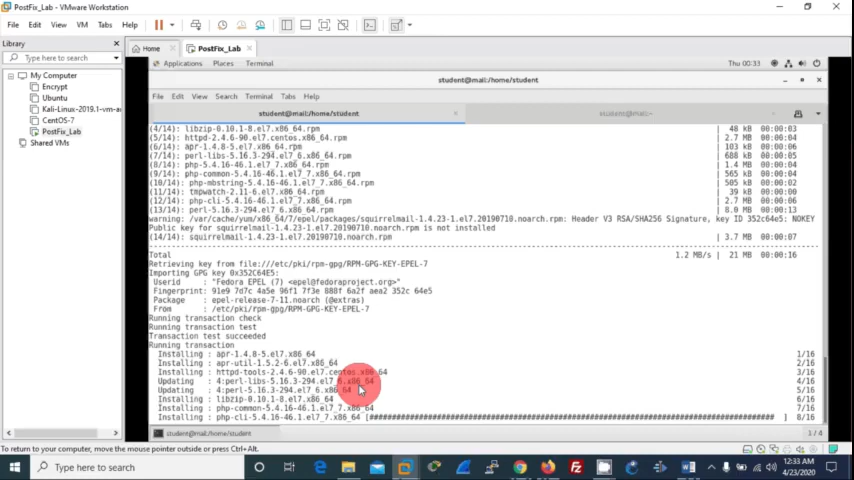 PostFix_Lab - VMware Workstation
File Edit View VM Tabs Help
Library
Type here to search
My Computer
Encrypt
Ubuntu
Kali-Linux-2019.1-vm-a
CentOS-7
PostFix_Lab
Shared VMs
Home PostFix_Lab
Applications Places Terminal Thu 00:33
student@mail:/home/student
File Edit View Search Terminal Tabs Help
student@mail:/home/student student@mail:~
(4/14): libzip-0.10.1-8.el7.x86_64.rpm | 48 kB 00:00:03
(5/14): httpd-2.4.6-90.el7.centos.x86_64.rpm | 2.7 MB 00:00:04
(6/14): apr-1.4.8-5.el7.x86_64.rpm | 103 kB 00:00:06
(7/14): perl-libs-5.16.3-294.el7_6.x86_64.rpm | 688 kB 00:00:05
(8/14): php-5.4.16-46.1.el7_7.x86_64.rpm | 1.4 MB 00:00:04
(9/14): php-common-5.4.16-46.1.el7_7.x86_64.rpm | 565 kB 00:00:04
(10/14): php-mbstring-5.4.16-46.1.el7_7.x86_64.rpm | 505 kB 00:00:02
(11/14): tmpwatch-2.11-6.el7.x86_64.rpm | 39 kB 00:00:00
(12/14): php-cli-5.4.16-46.1.el7_7.x86_64.rpm | 2.7 MB 00:00:06
(13/14): perl-5.16.3-294.el7_6.x86_64.rpm | 8.0 MB 00:00:13
warning: /var/cache/yum/x86_64/7/epel/packages/squirrelmail-1.4.23-1.el7.20190710.noarch.rpm: Header V3 RSA/SHA256 Signature, key ID 352c64e5: NOKEY
Public key for squirrelmail-1.4.23-1.el7.20190710.noarch.rpm is not installed
(14/14): squirrelmail-1.4.23-1.el7.20190710.noarch.rpm | 3.7 MB 00:00:07
Total 1.2 MB/s | 21 MB 00:00:16
Retrieving key from file:///etc/pki/rpm-gpg/RPM-GPG-KEY-EPEL-7
Importing GPG key 0x352C64E5:
Userid : "Fedora EPEL (7) <epel@fedoraproject.org>"
Fingerprint: 91e9 7d7c 4a5e 96f1 7f3e 888f 6a2f aea2 352c 64e5
Package : epel-release-7-11.noarch (@extras)
From : /etc/pki/rpm-gpg/RPM-GPG-KEY-EPEL-7
Running transaction check
Running transaction test
Transaction test succeeded
Running transaction
Installing : apr-1.4.8-5.el7.x86_64 1/16
Installing : apr-util-1.5.2-6.el7.x86_64 2/16
Installing : httpd-tools-2.4.6-90.el7.centos.x86_64 3/16
Updating : 4:perl-libs-5.16.3-294.el7_6.x86_64 4/16
Updating : 4:perl-5.16.3-294.el7_6.x86_64 5/16
Installing : libzip-0.10.1-8.el7.x86_64 6/16
Installing : php-common-5.4.16-46.1.el7_7.x86_64 7/16
Installing : php-cli-5.4.16-46.1.el7_7.x86_64 [############################################################################ ] 8/16
student@mail:/home/student 1 / 4
To return to your computer, move the mouse pointer outside or press Ctrl+Alt.
Type here to search
12:33 AM
4/23/2020